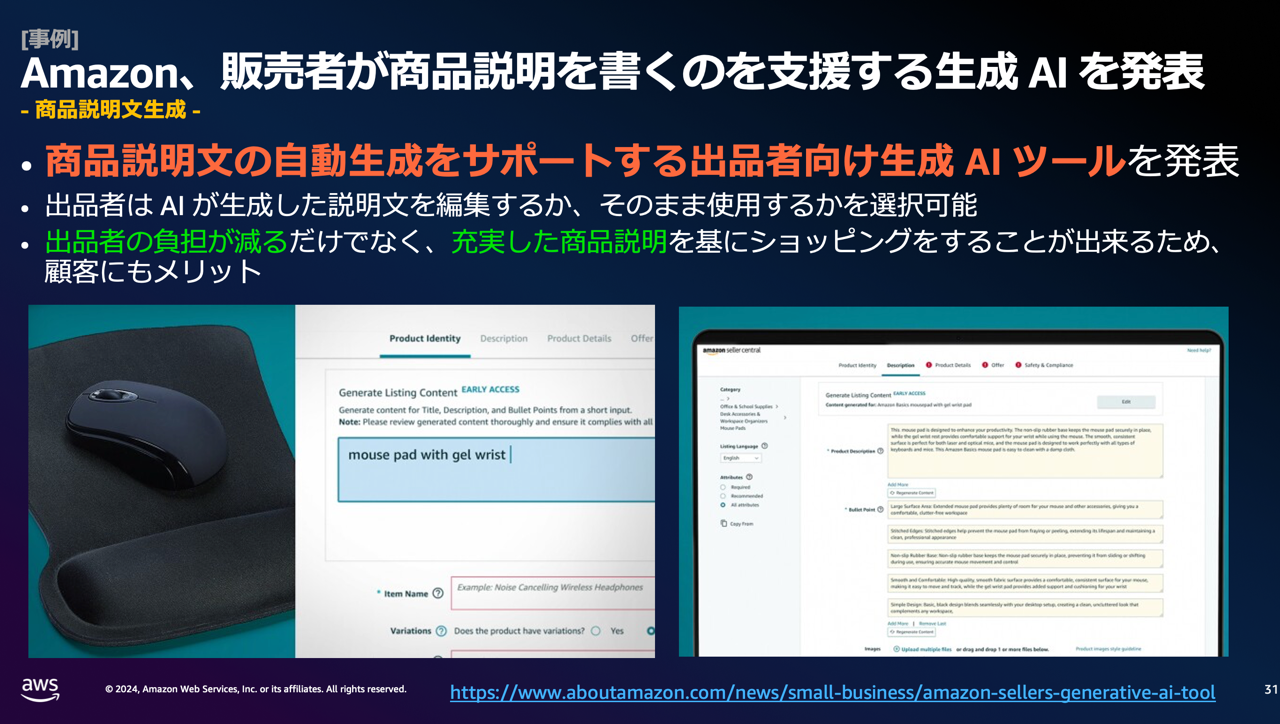 [事例]
Amazon、販売者が商品説明を書くのを支援する生成 AI を発表
- 商品説明文生成 -
• 商品説明文の自動生成をサポートする出品者向け生成 AI ツールを発表
• 出品者は AI が生成した説明文を編集するか、そのまま使用するかを選択可能
• 出品者の負担が減るだけでなく、充実した商品説明を基にショッピングをすることが出来るため、
顧客にもメリット
Product Identity Description Product Details Offer
Generate Listing Content EARLY ACCESS
Generate content for Title, Description, and Bullet Points from a short input.
Note: Please review generated content thoroughly and ensure it complies with all
mouse pad with gel wrist
* Item Name ? Example: Noise Cancelling Wireless Headphones
Variations ? Does the product have variations? Yes
amazon seller central
Need help?
Product Identity Description Product Details Offer Safety & Compliance
Category
... >
Office & School Supplies >
Desk Accessories &
Workspace Organizers >
Mouse Pads
Listing Language ?
English
Attributes ?
Required
Recommended
All attributes
Copy From
Generate Listing Content EARLY ACCESS
Content generated for: Amazon Basics mousepad with gel wrist pad
Edit
* Product Description ?
This mouse pad is designed to enhance your productivity. The non-slip rubber base keeps the mouse pad securely in place,
while the gel wrist rest provides comfortable support for your wrist while using the mouse. The smooth, consistent
surface is perfect for both laser and optical mice, and the mouse pad is designed to work perfectly with all types of
keyboards and mice. This Amazon Basics mouse pad is easy to clean with a damp cloth.
Add More
Regenerate Content
* Bullet Point ?
Large Surface Area: Extended mouse pad provides plenty of room for your mouse and other accessories, giving you a
comfortable, clutter-free workspace
Stitched Edges: Stitched edges help prevent the mouse pad from fraying or peeling, extending its lifespan and maintaining a
clean, professional appearance
Non-slip Rubber Base: Non-slip rubber base keeps the mouse pad securely in place, preventing it from sliding or shifting
during use, ensuring accurate mouse movement and control
Smooth and Comfortable: High quality, smooth fabric surface provides a comfortable, consistent surface for your mouse,
making it easy to move and track, while the gel wrist pad provides added support and cushioning for your wrist
Simple Design: Basic, black design blends seamlessly with your desktop setup, creating a clean, uncluttered look that
complements any workspace.
Add More | Remove Last
Regenerate Content
Images Upload multiple files or drag and drop 1 or more files below. Product images style guideline
aws
© 2024, Amazon Web Services, Inc. or its affiliates. All rights reserved.
https://www.aboutamazon.com/news/small-business/amazon-sellers-generative-ai-tool
31